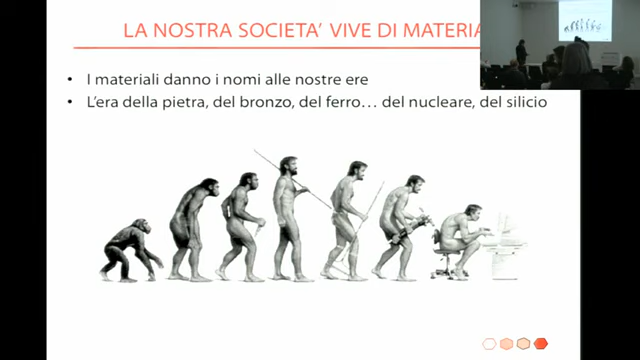 LA NOSTRA SOCIETA’ VIVE DI
• I materiali danno i nomi alle nostre ere
• L’era della pietra, del bronzo, del ferro… del nucleare, del silicio